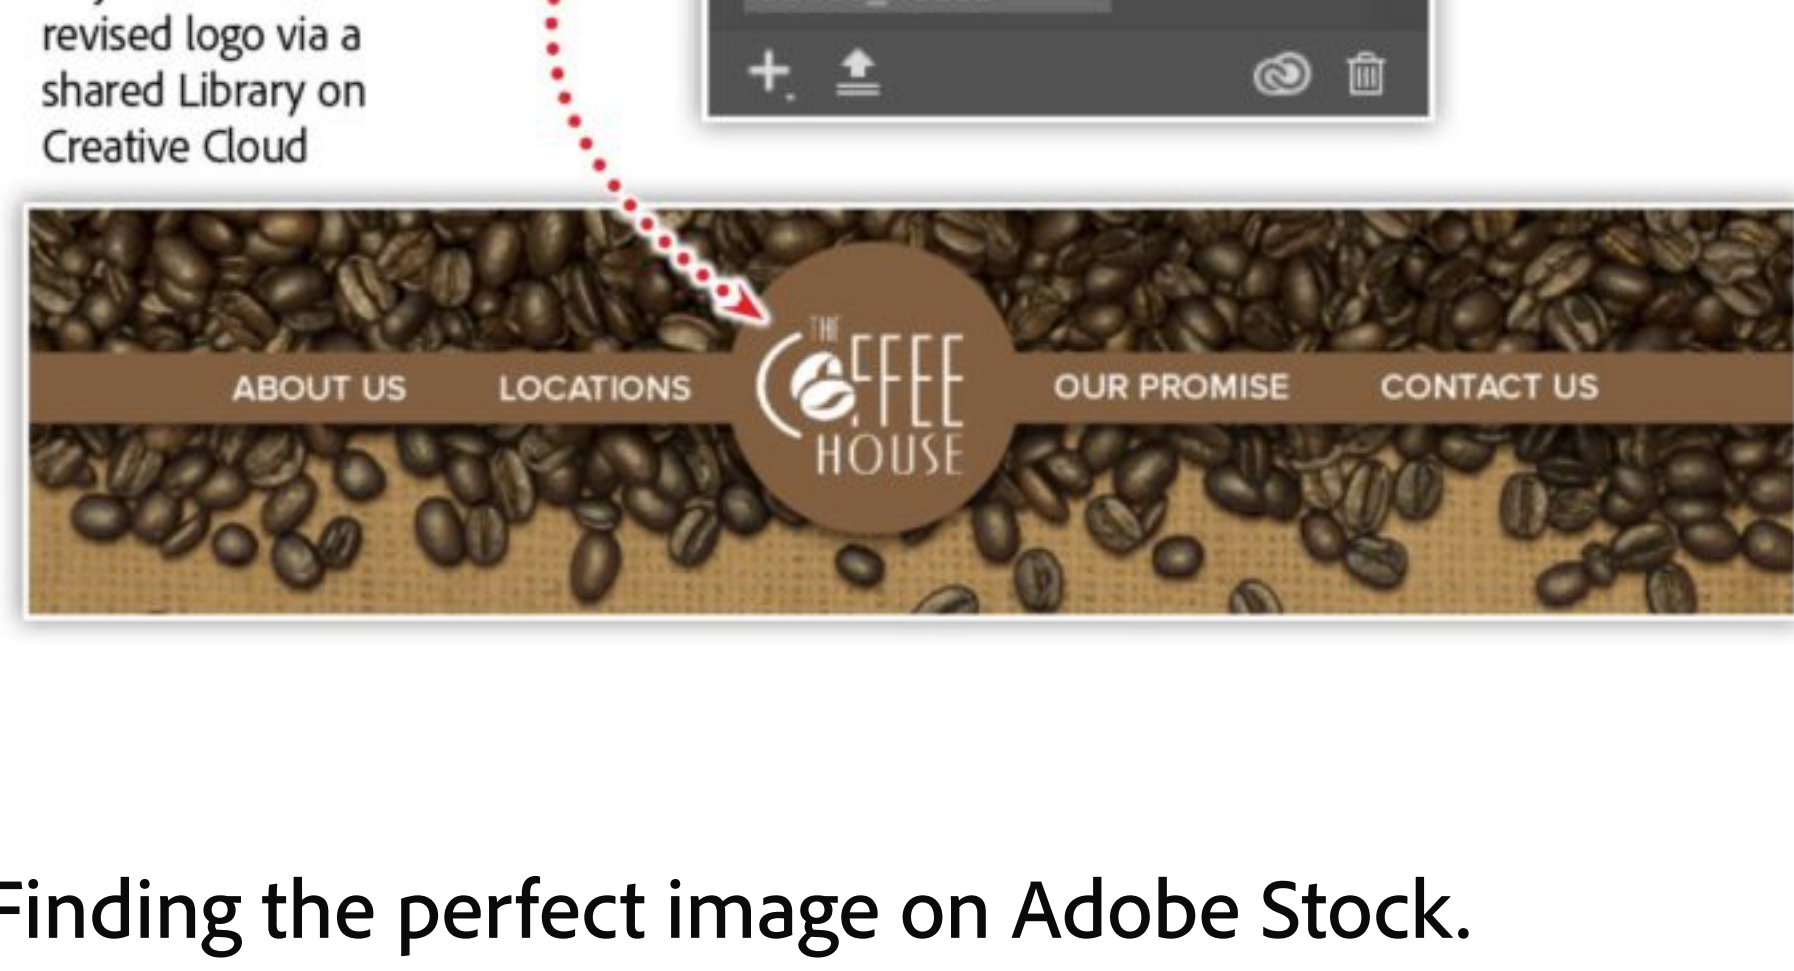 revised logo via a
shared Library on
Creative Cloud
ABOUT US
LOCATIONS
THE
COFFEE
HOUSE
OUR PROMISE
CONTACT US
Finding the perfect image on Adobe Stock.